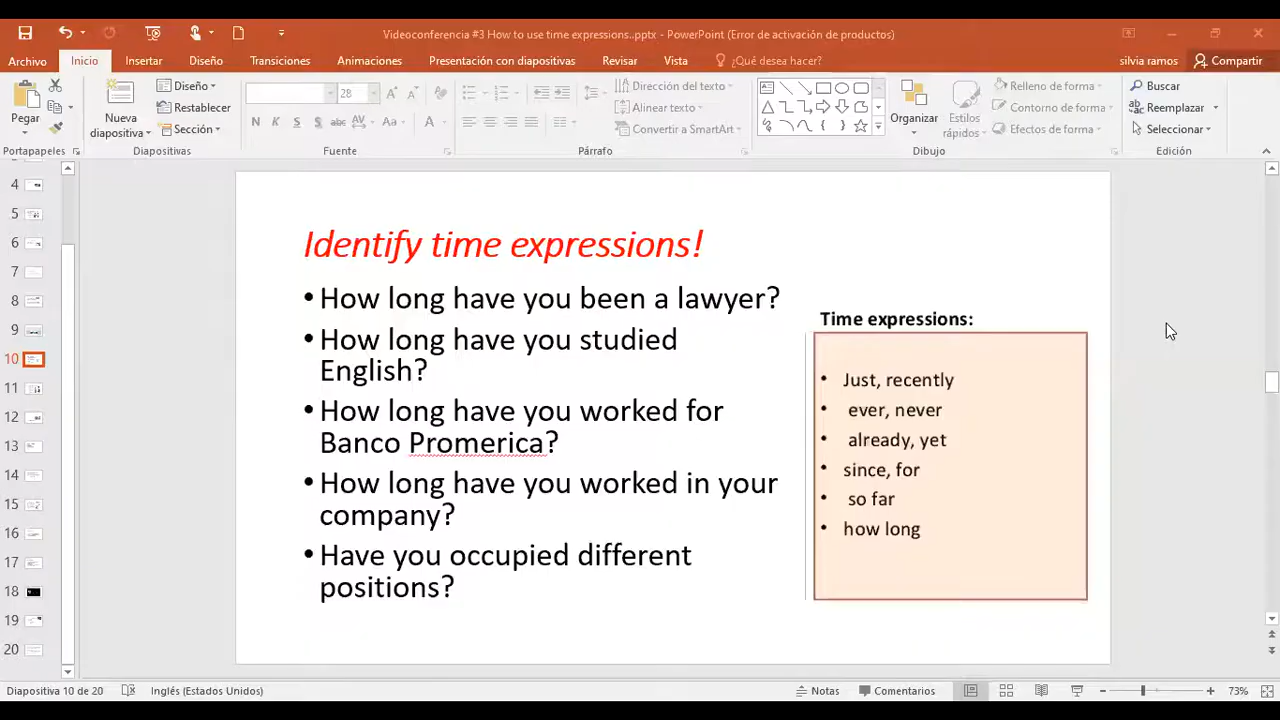 Videoconferencia #3 How to use time expressions..pptx - PowerPoint (Error de activación de productos)
Archivo Inicio Insertar Diseño Transiciones Animaciones Presentación con diapositivas Revisar Vista ¿Qué desea hacer? silvia ramos Compartir
Pegar
Nueva diapositiva
Diseño
Restablecer
Sección
28
N K S S abc AV Aa A
Dirección del texto
Alinear texto
Convertir a SmartArt
Organizar
Estilos rápidos
Relleno de forma
Contorno de forma
Efectos de forma
Buscar
Reemplazar
Seleccionar
Portapapeles Diapositivas Fuente Párrafo Dibujo Edición
4
5
6
7
8
9
10
11
12
13
14
15
16
17
18
19
20
Identify time expressions!
• How long have you been a lawyer?
• How long have you studied
English?
• How long have you worked for
Banco Promerica?
• How long have you worked in your
company?
• Have you occupied different
positions?
Time expressions:
• Just, recently
• ever, never
• already, yet
• since, for
• so far
• how long
Diapositiva 10 de 20 Inglés (Estados Unidos) Notas Comentarios 73%